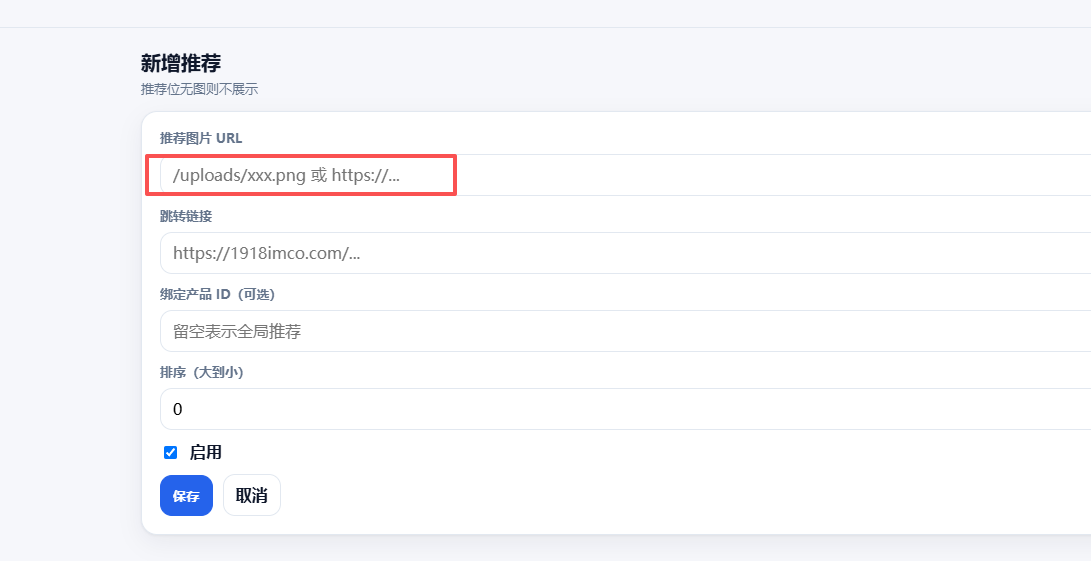 新增推荐
推荐位无图则不展示
推荐图片 URL
/uploads/xxx.png 或 https://...
跳转链接
https://1918imco.com/...
绑定产品 ID（可选）
留空表示全局推荐
排序（大到小）
0
启用
保存 取消